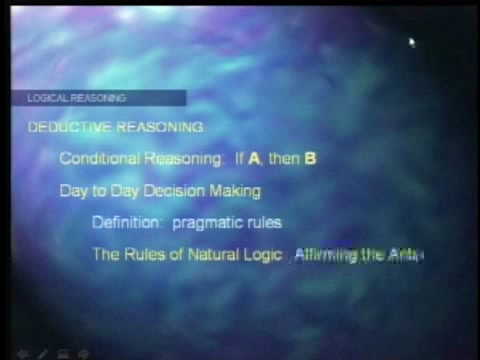 LOGICAL REASONING
DEDUCTIVE REASONING
Conditional Reasoning: If A, then B
Day to Day Decision Making
Definition: pragmatic rules
The Rules of Natural Logic Affirming the